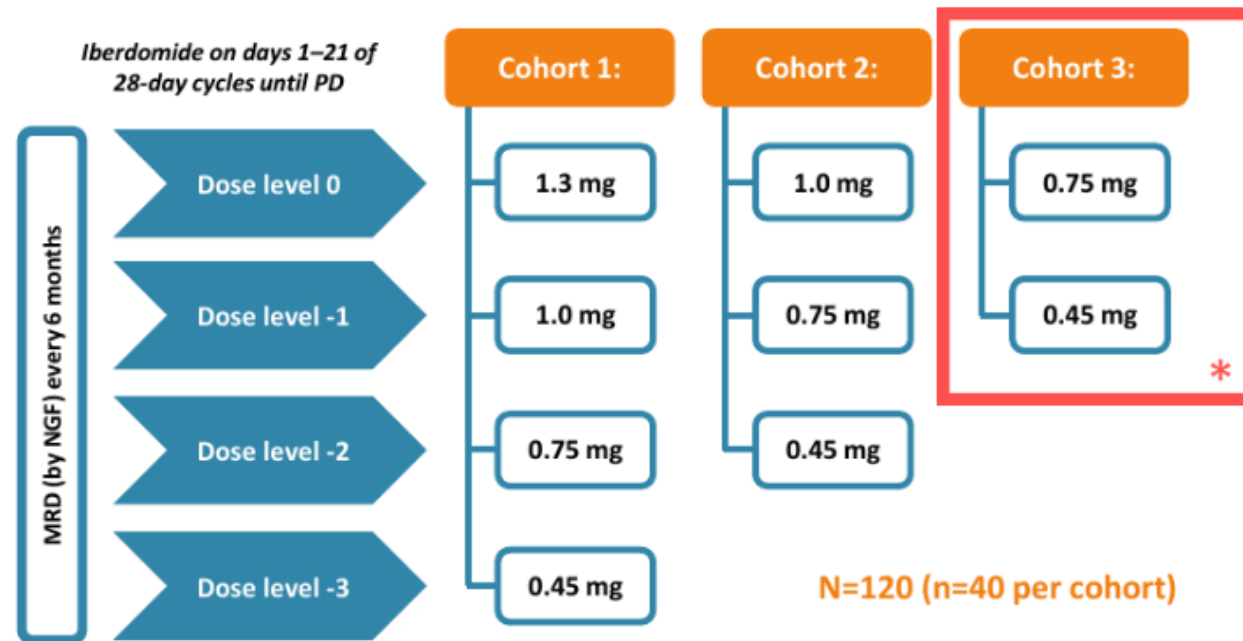 Iberdomide on days 1–21 of
28-day cycles until PD
Cohort 1:
Cohort 2:
Cohort 3:
MRD (by NGF) every 6 months
Dose level 0
1.3 mg
1.0 mg
0.75 mg
Dose level -1
1.0 mg
0.75 mg
0.45 mg
*
Dose level -2
0.75 mg
0.45 mg
Dose level -3
0.45 mg
N=120 (n=40 per cohort)